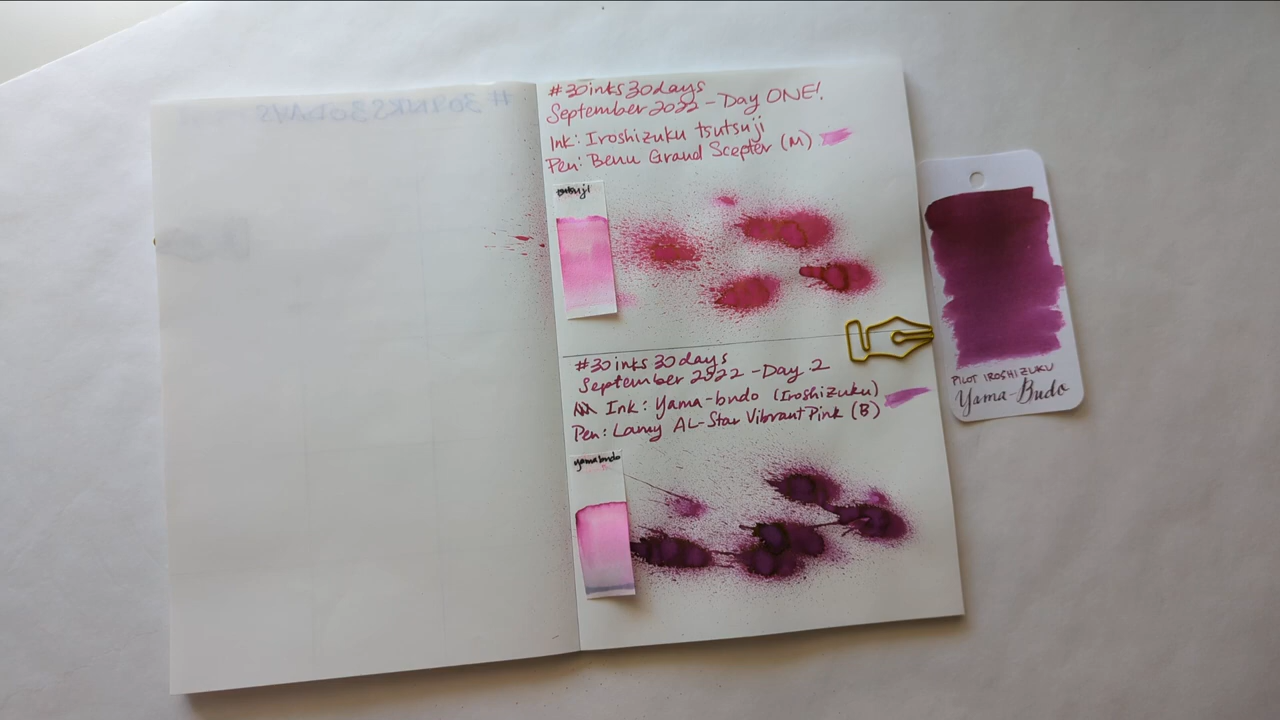 #30INKS30DAYS
#30inks30days
September 2022 - Day ONE!
Ink: Iroshizuku tsutsuji
Pen: Benu Grand Scepter (M)
tsutsuji
#30inks30days
September 2022 - Day 2
Ink: Yama-budo (Iroshizuku)
Pen: Lamy AL-Star Vibrant Pink (B)
yamabudo
PILOT IROSHIZUKU
Yama-Budo